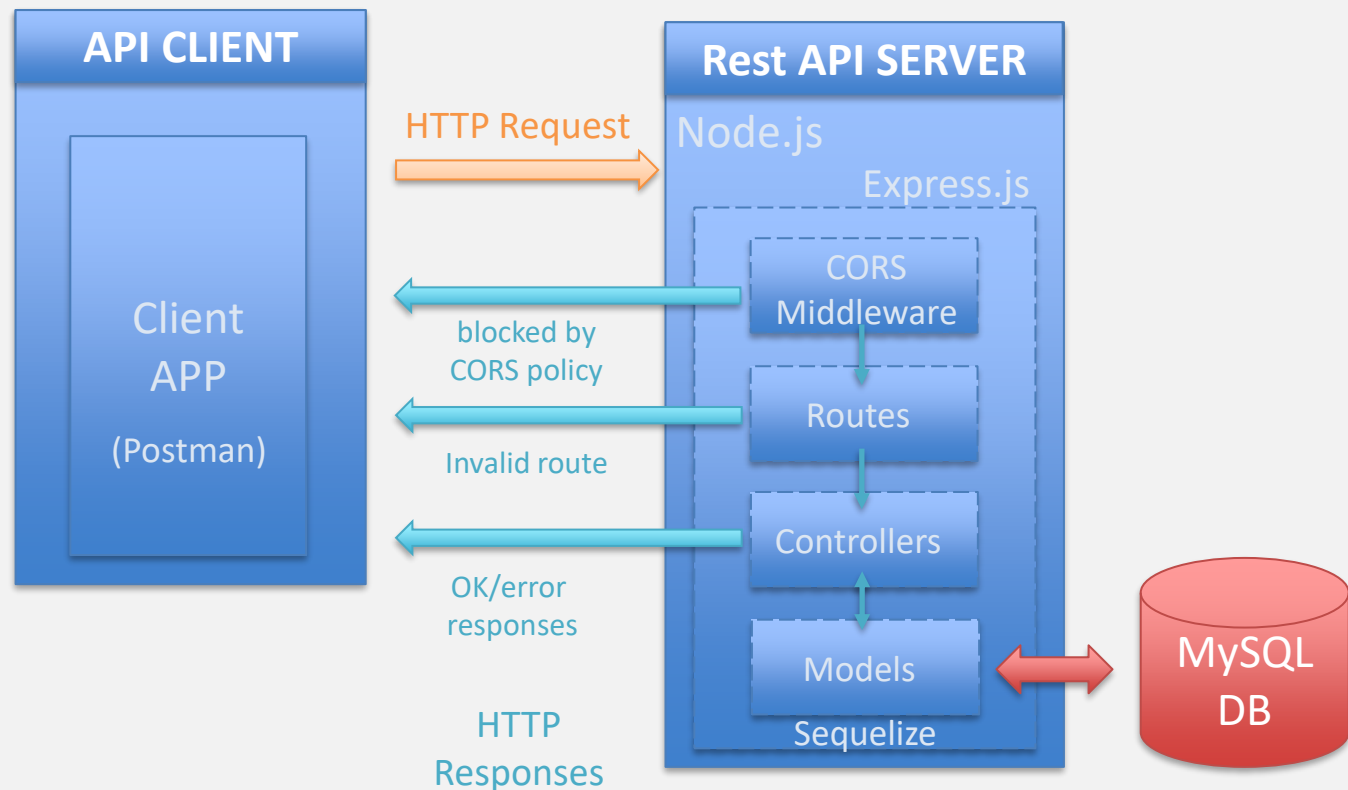 API CLIENT
Client
APP
(Postman)
HTTP Request
blocked by
CORS policy
Invalid route
OK/error
responses
HTTP
Responses
Rest API SERVER
Node.js
Express.js
CORS
Middleware
Routes
Controllers
Models
Sequelize
MySQL
DB